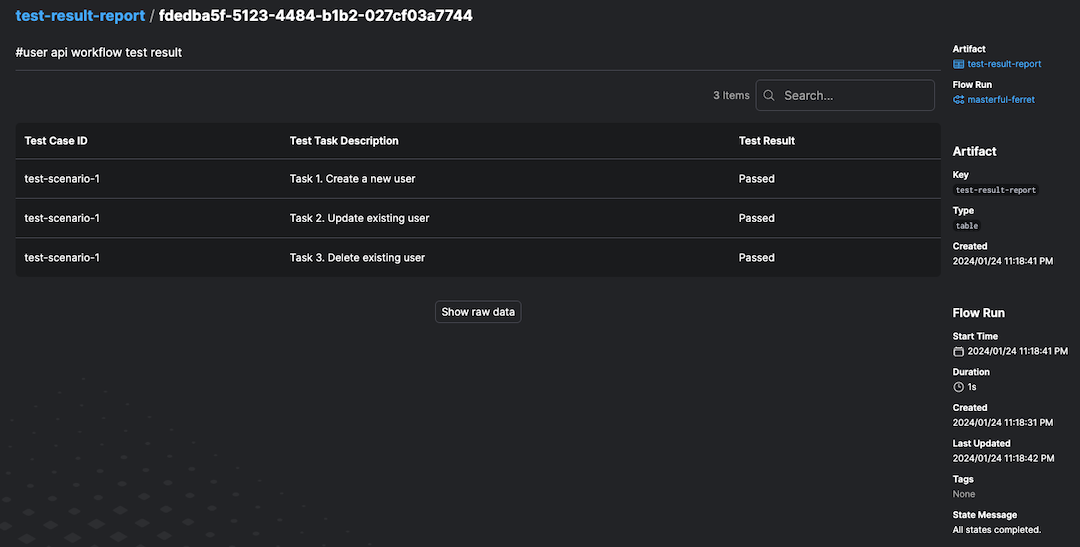 test-result-report / fdedba5f-5123-4484-b1b2-027cf03a7744
#user api workflow test result
3 Items Search...
Test Case ID Test Task Description Test Result
test-scenario-1 Task 1. Create a new user Passed
test-scenario-1 Task 2. Update existing user Passed
test-scenario-1 Task 3. Delete existing user Passed
Show raw data
Artifact
test-result-report
Flow Run
masterful-ferret
Artifact
Key
test-result-report
Type
table
Created
2024/01/24 11:18:41 PM
Flow Run
Start Time
2024/01/24 11:18:41 PM
Duration
1s
Created
2024/01/24 11:18:31 PM
Last Updated
2024/01/24 11:18:42 PM
Tags
None
State Message
All states completed.